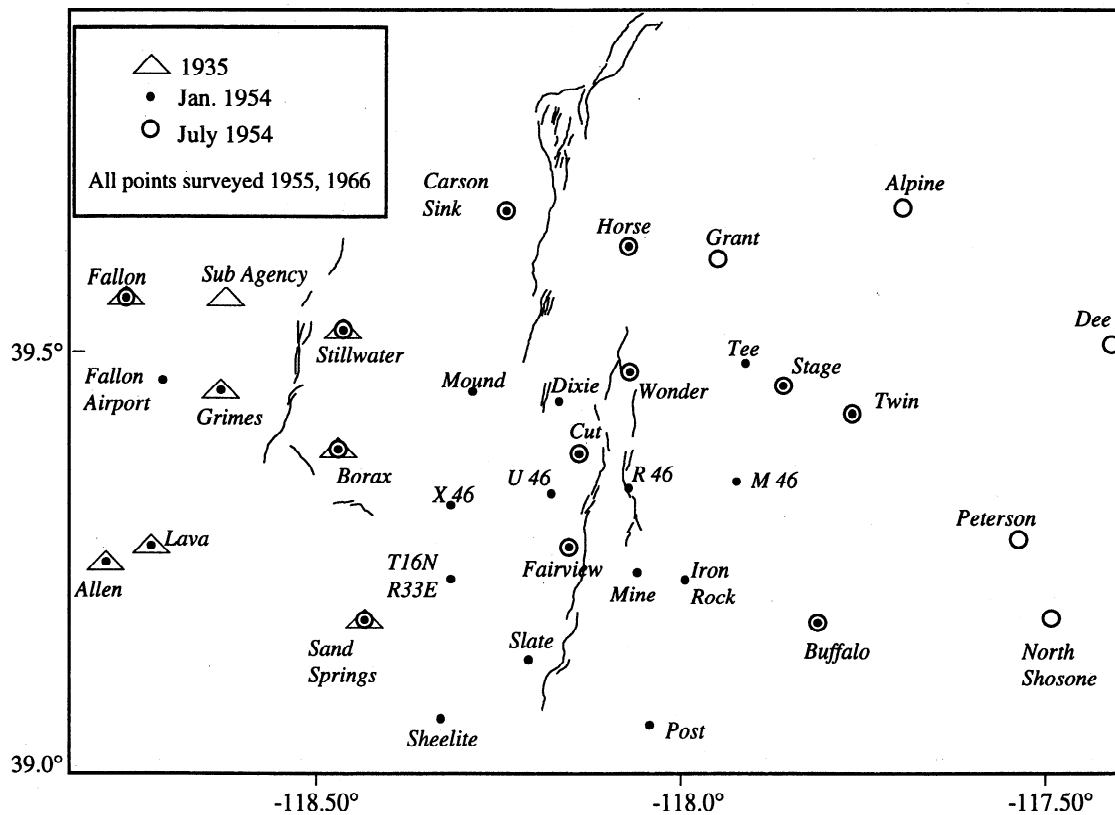 1935
Jan. 1954
July 1954
All points surveyed 1955, 1966
Carson
Sink
Alpine
Horse
Grant
Fallon
Sub Agency
Dee
39.5°
Stillwater
Tee
Stage
Fallon
Airport
Mound
Dixie
Wonder
Twin
Grimes
Cut
Borax
X 46
U 46
R 46
M 46
Peterson
Lava
Allen
T16N
R33E
Fairview
Mine
Iron
Rock
Sand
Springs
Slate
Buffalo
North
Shosone
Sheelite
Post
39.0°
-118.50°
-118.0°
-117.50°